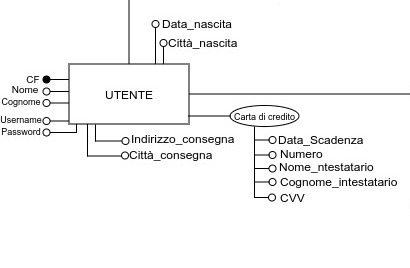 Data_nascita
Città_nascita
CF
Nome
Cognome
UTENTE
Username
Password
Carta di credito
Indirizzo_consegna
Città_consegna
Data_Scadenza
Numero
Nome_ntestatario
Cognome_intestatario
CVV